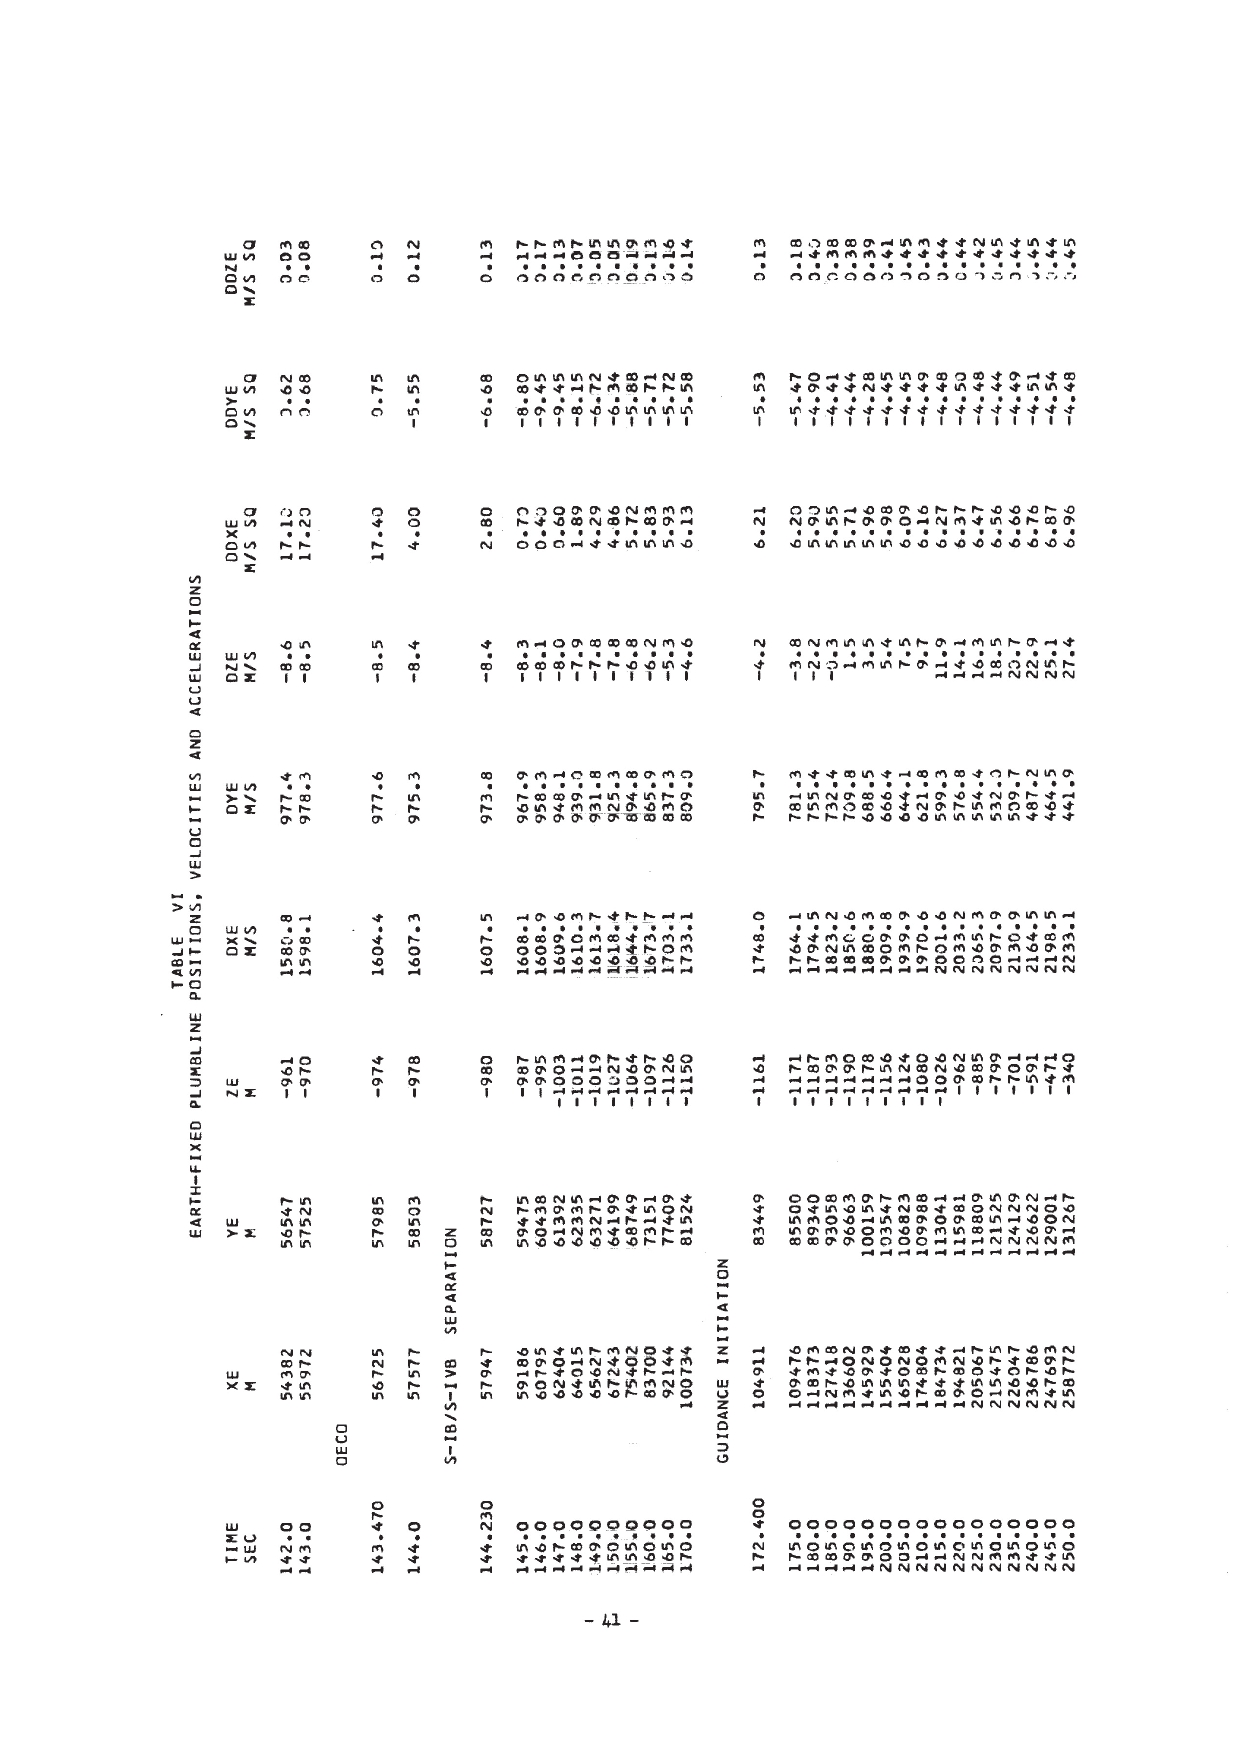 TABLE VI
EARTH-FIXED PLUMBLINE POSITIONS, VELOCITIES AND ACCELERATIONS
TIME XE YE ZE DXE DYE DZE DDXE DDYE DDZE
SEC M M M M/S M/S M/S M/S SQ M/S SQ M/S SQ
142.0 54382 56547 -961 1580.8 977.4 -8.6 17.10 0.62 0.03
143.0 55972 57525 -970 1598.1 978.3 -8.5 17.20 0.68 0.08
OECO
143.470 56725 57985 -974 1604.4 977.6 -8.5 17.40 0.75 0.10
144.0 57577 58503 -978 1607.3 975.3 -8.4 4.00 -5.55 0.12
S-IB/S-IVB SEPARATION
144.230 57947 58727 -980 1607.5 973.8 -8.4 2.80 -6.68 0.13
145.0 59186 59475 -987 1608.1 967.9 -8.3 0.70 -8.80 0.17
146.0 60795 60438 -995 1608.9 958.3 -8.1 0.40 -9.45 0.17
147.0 62404 61392 -1003 1609.6 948.1 -8.0 0.60 -9.45 0.13
148.0 64015 62335 -1011 1610.3 939.0 -7.9 1.89 -8.15 0.07
149.0 65627 63271 -1019 1613.7 931.8 -7.8 4.29 -6.72 0.05
150.0 67243 64199 -1027 1618.4 925.3 -7.8 4.86 -6.34 0.05
155.0 75402 68749 -1064 1644.7 894.8 -6.8 5.72 -5.88 0.19
160.0 83700 73151 -1097 1673.7 865.9 -6.2 5.83 -5.71 0.13
165.0 92144 77409 -1126 1703.1 837.3 -5.3 5.93 -5.72 0.16
170.0 100734 81524 -1150 1733.1 809.0 -4.6 6.13 -5.58 0.14
GUIDANCE INITIATION
172.400 104911 83449 -1161 1748.0 795.7 -4.2 6.21 -5.53 0.13
175.0 109476 85500 -1171 1764.1 781.3 -3.8 6.20 -5.47 0.18
180.0 118373 89340 -1187 1794.5 755.4 -2.2 5.90 -4.90 0.40
185.0 127418 93058 -1193 1823.2 732.4 -0.3 5.55 -4.41 0.38
190.0 136602 96663 -1190 1850.6 709.8 1.5 5.71 -4.44 0.38
195.0 145929 100159 -1178 1880.3 688.5 3.5 5.96 -4.28 0.39
200.0 155404 103547 -1156 1909.8 666.4 5.4 5.98 -4.45 0.41
205.0 165028 106823 -1124 1939.9 644.1 7.5 6.09 -4.45 0.45
210.0 174804 109988 -1080 1970.6 621.8 9.7 6.16 -4.49 0.43
215.0 184734 113041 -1026 2001.6 599.3 11.9 6.27 -4.48 0.44
220.0 194821 115981 -962 2033.2 576.8 14.1 6.37 -4.50 0.44
225.0 205067 118809 -885 2065.3 554.4 16.3 6.47 -4.48 0.42
230.0 215475 121525 -799 2097.9 532.0 18.5 6.56 -4.44 0.45
235.0 226047 124129 -701 2130.9 509.7 20.7 6.66 -4.49 0.44
240.0 236786 126622 -591 2164.5 487.2 22.9 6.76 -4.51 0.45
245.0 247693 129001 -471 2198.5 464.5 25.1 6.87 -4.54 0.44
250.0 258772 131267 -340 2233.1 441.9 27.4 6.96 -4.48 0.45